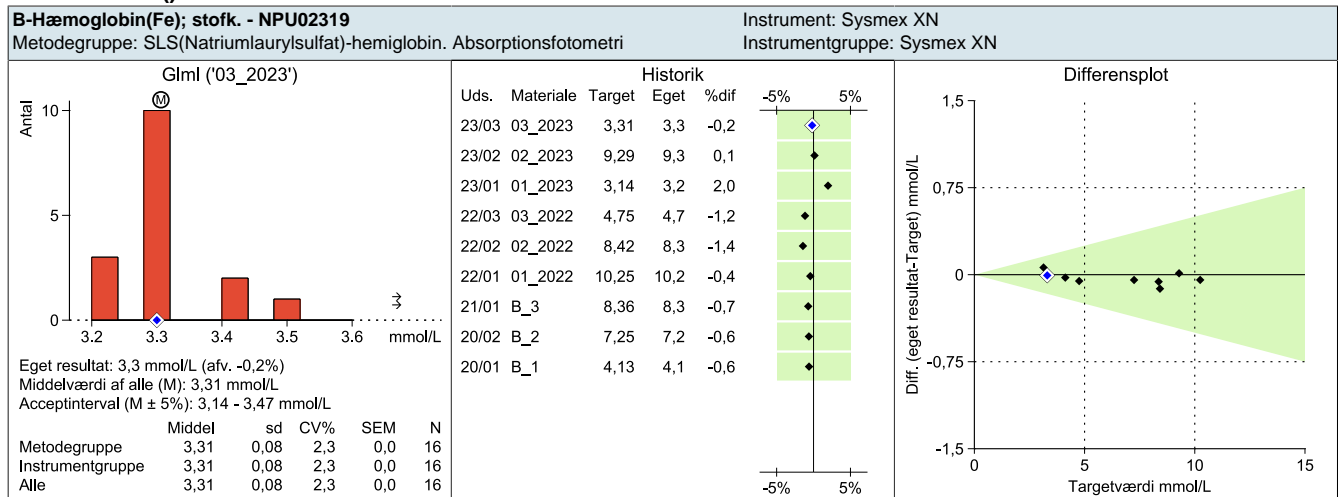 B-Hæmoglobin(Fe); stofk. - NPU02319
Instrument: Sysmex XN
Metodegruppe: SLS(Natriumlaurylsulfat)-hemiglobin. Absorptionsfotometri
Instrumentgruppe: Sysmex XN
Glml ('03_2023')
Antal
10
5
0
M
3.2 3.3 3.4 3.5 3.6 mmol/L
Eget resultat: 3,3 mmol/L (afv. -0,2%)
Middelværdi af alle (M): 3,31 mmol/L
Acceptinterval (M ± 5%): 3,14 - 3,47 mmol/L
Middel sd CV% SEM N
Metodegruppe 3,31 0,08 2,3 0,0 16
Instrumentgruppe 3,31 0,08 2,3 0,0 16
Alle 3,31 0,08 2,3 0,0 16
Historik
Uds. Materiale Target Eget %dif -5% 5%
23/03 03_2023 3,31 3,3 -0,2
23/02 02_2023 9,29 9,3 0,1
23/01 01_2023 3,14 3,2 2,0
22/03 03_2022 4,75 4,7 -1,2
22/02 02_2022 8,42 8,3 -1,4
22/01 01_2022 10,25 10,2 -0,4
21/01 B_3 8,36 8,3 -0,7
20/02 B_2 7,25 7,2 -0,6
20/01 B_1 4,13 4,1 -0,6
-5% 5%
Differensplot
Diff. (eget resultat-Target) mmol/L
1,5
0,75
0
-0,75
-1,5
0 5 10 15
Targetværdi mmol/L